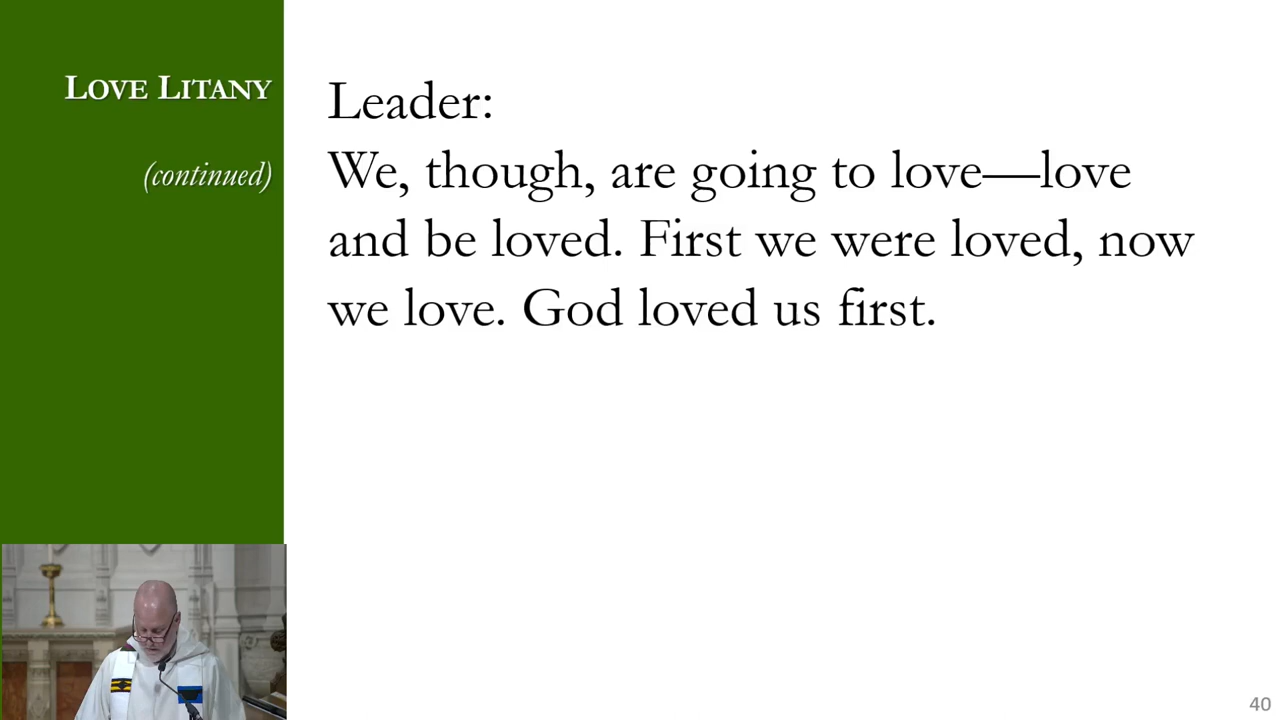 LOVE LITANY
(continued)
Leader:
We, though, are going to love—love
and be loved. First we were loved, now
we love. God loved us first.
40